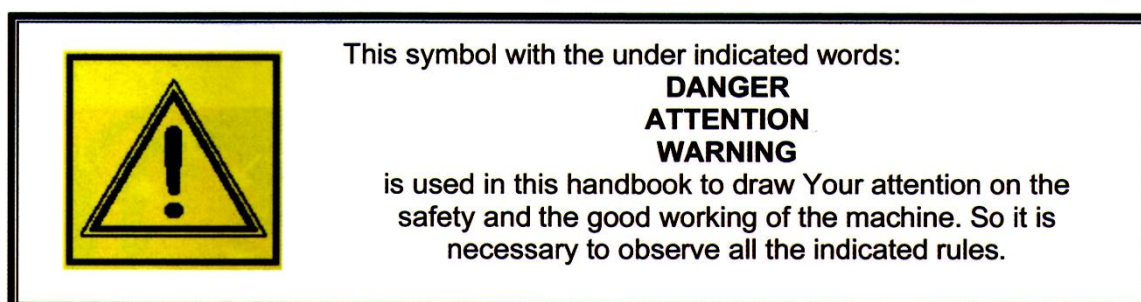 This symbol with the under indicated words:
DANGER
ATTENTION
WARNING
is used in this handbook to draw Your attention on the
safety and the good working of the machine. So it is
necessary to observe all the indicated rules.